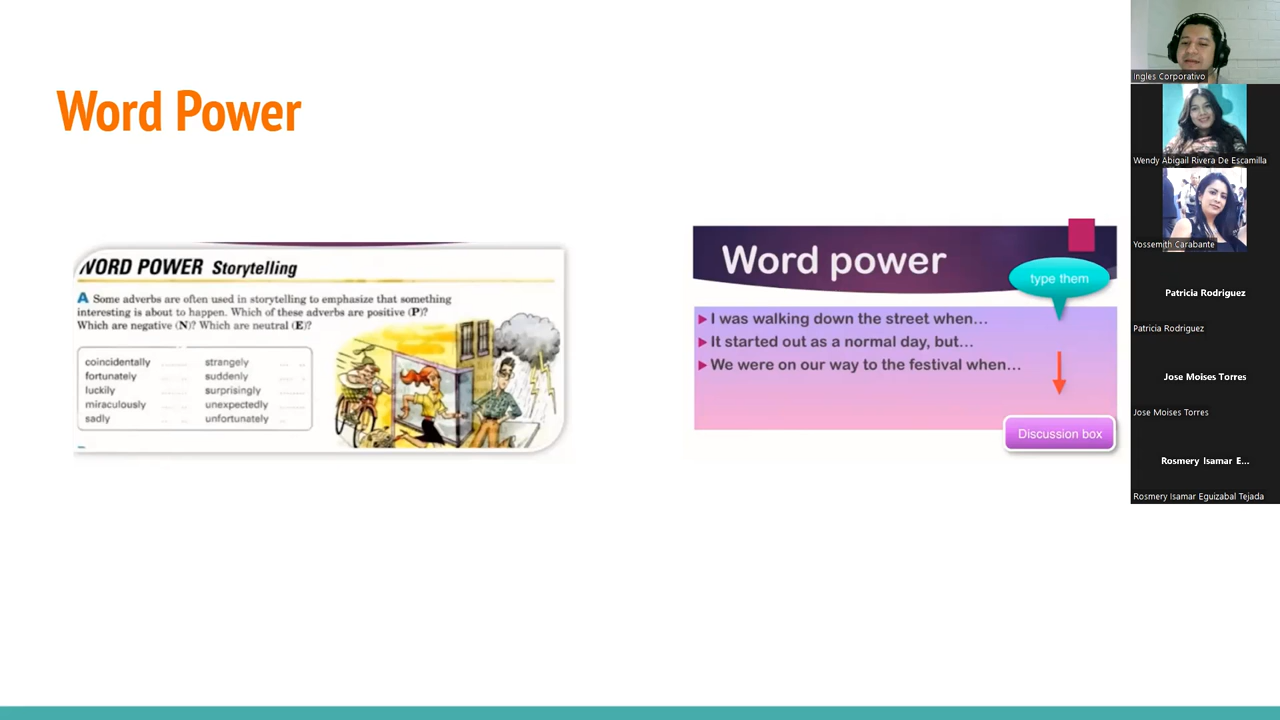 Word Power
WORD POWER Storytelling
A Some adverbs are often used in storytelling to emphasize that something
interesting is about to happen. Which of these adverbs are positive (P)?
Which are negative (N)? Which are neutral (E)?
coincidentally strangely
fortunately suddenly
luckily surprisingly
miraculously unexpectedly
sadly unfortunately
Word power
type them
I was walking down the street when…
It started out as a normal day, but…
We were on our way to the festival when…
Discussion box
Ingles Corporativo
Wendy Abigail Rivera De Escamilla
Yossemith Carabante
Patricia Rodriguez
Patricia Rodriguez
Jose Moises Torres
Jose Moises Torres
Rosmery Isamar E...
Rosmery Isamar Eguizabal Tejada